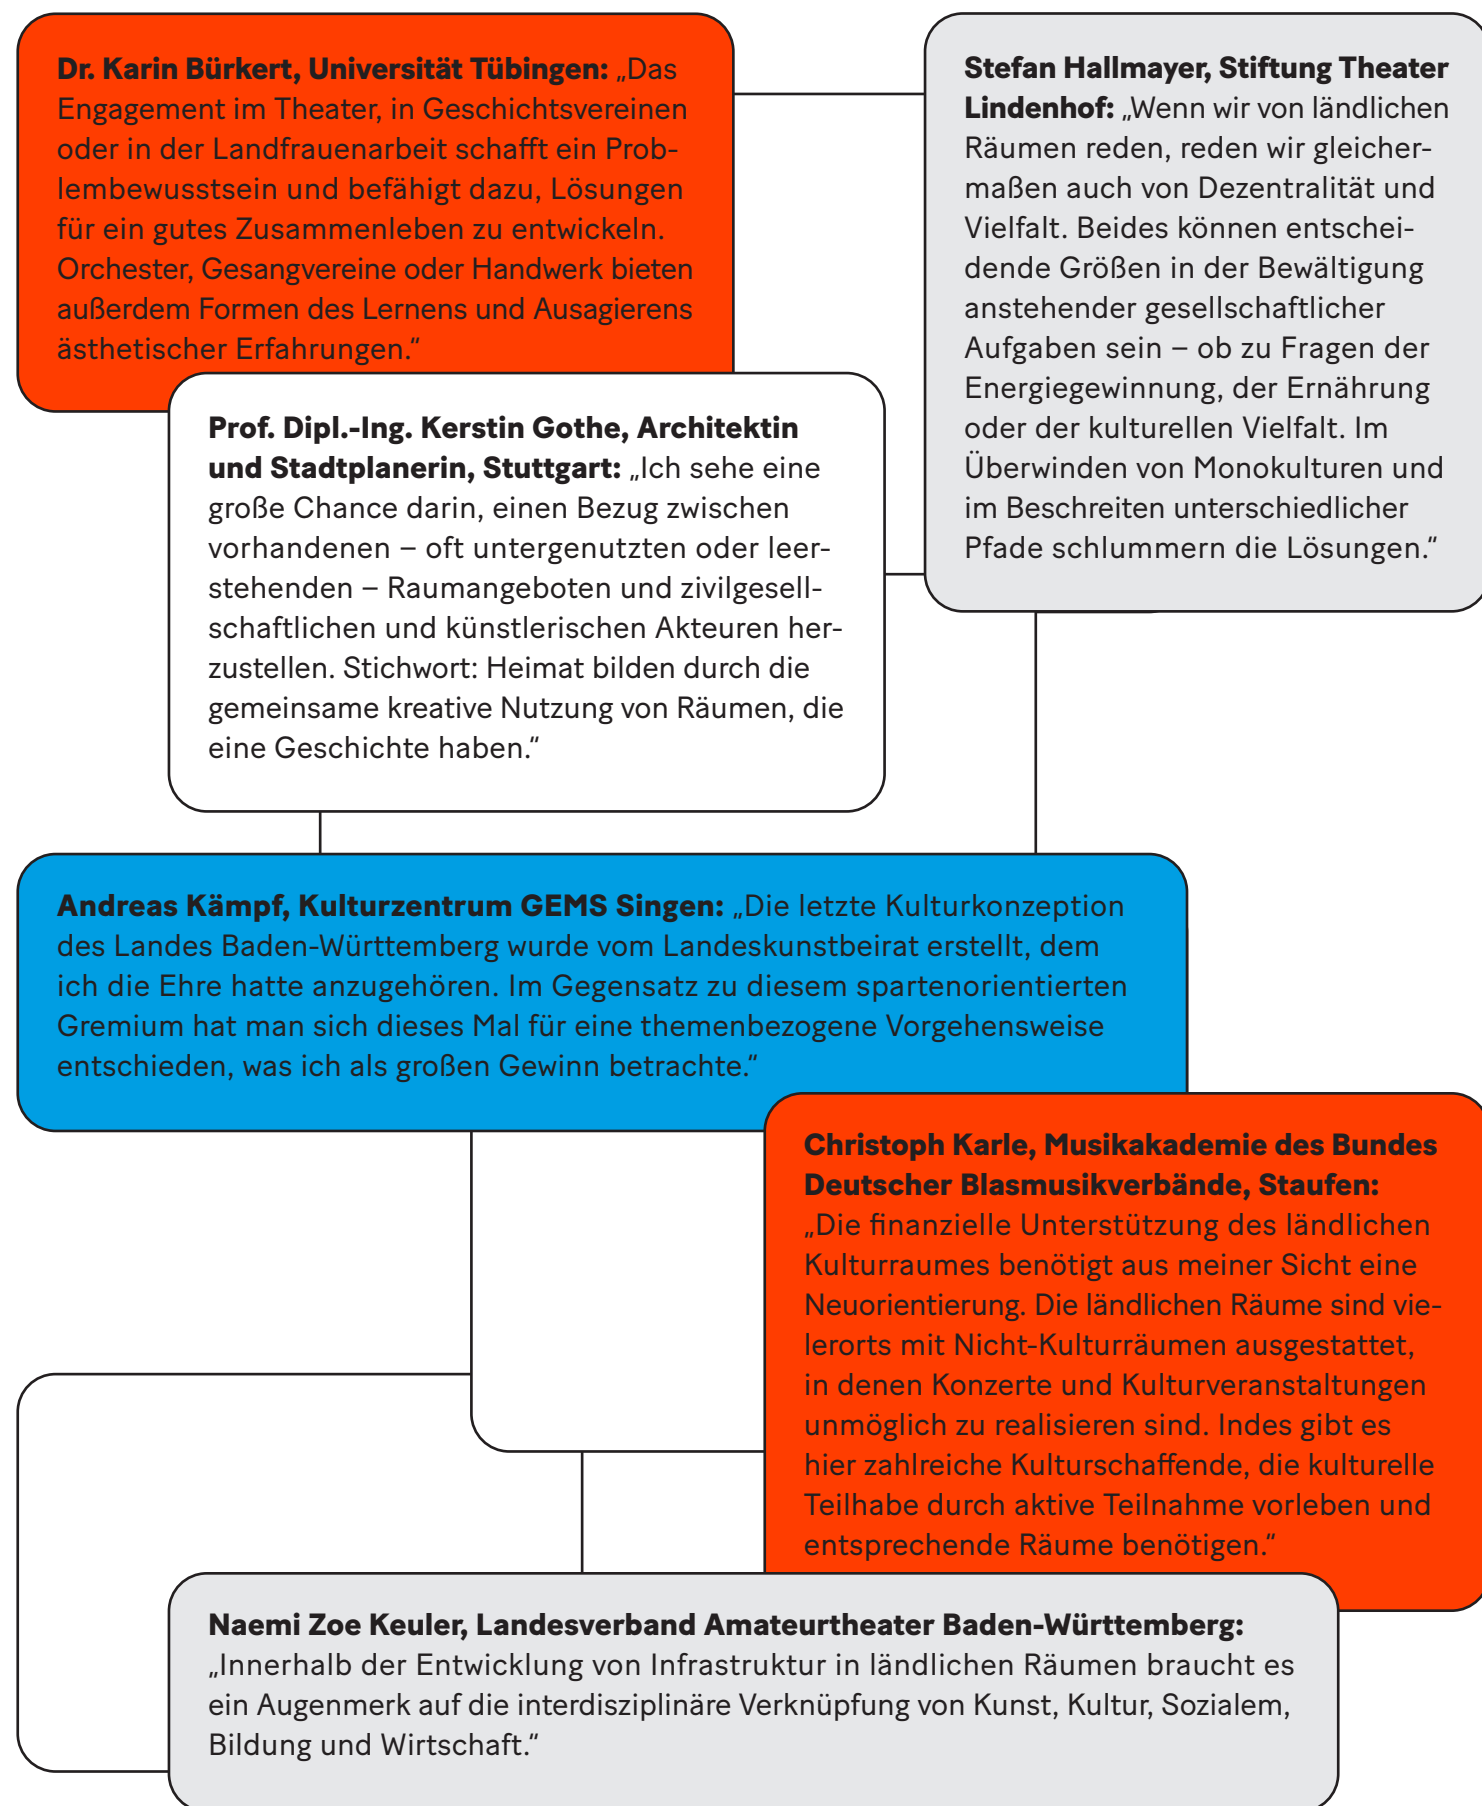 Dr. Karin Bürkert, Universität Tübingen: „Das
Engagement im Theater, in Geschichtsvereinen
oder in der Landfrauenarbeit schafft ein Prob-
lembewusstsein und befähigt dazu, Lösungen
für ein gutes Zusammenleben zu entwickeln.
Orchester, Gesangvereine oder Handwerk bieten
außerdem Formen des Lernens und Ausagierens
ästhetischer Erfahrungen.“
Stefan Hallmayer, Stiftung Theater
Lindenhof: „Wenn wir von ländlichen
Räumen reden, reden wir gleicher-
maßen auch von Dezentralität und
Vielfalt. Beides können entschei-
dende Größen in der Bewältigung
anstehender gesellschaftlicher
Aufgaben sein – ob zu Fragen der
Energiegewinnung, der Ernährung
oder der kulturellen Vielfalt. Im
Überwinden von Monokulturen und
im Beschreiten unterschiedlicher
Pfade schlummern die Lösungen.“
Prof. Dipl.-Ing. Kerstin Gothe, Architektin
und Stadtplanerin, Stuttgart: „Ich sehe eine
große Chance darin, einen Bezug zwischen
vorhandenen – oft untergenutzten oder leer-
stehenden – Raumangeboten und zivilgesell-
schaftlichen und künstlerischen Akteuren her-
zustellen. Stichwort: Heimat bilden durch die
gemeinsame kreative Nutzung von Räumen, die
eine Geschichte haben.“
Andreas Kämpf, Kulturzentrum GEMS Singen: „Die letzte Kulturkonzeption
des Landes Baden-Württemberg wurde vom Landeskunstbeirat erstellt, dem
ich die Ehre hatte anzugehören. Im Gegensatz zu diesem spartenorientierten
Gremium hat man sich dieses Mal für eine themenbezogene Vorgehensweise
entschieden, was ich als großen Gewinn betrachte.“
Christoph Karle, Musikakademie des Bundes
Deutscher Blasmusikverbände, Staufen:
„Die finanzielle Unterstützung des ländlichen
Kulturraumes benötigt aus meiner Sicht eine
Neuorientierung. Die ländlichen Räume sind vie-
lerorts mit Nicht-Kulturräumen ausgestattet,
in denen Konzerte und Kulturveranstaltungen
unmöglich zu realisieren sind. Indes gibt es
hier zahlreiche Kulturschaffende, die kulturelle
Teilhabe durch aktive Teilnahme vorleben und
entsprechende Räume benötigen.“
Naemi Zoe Keuler, Landesverband Amateurtheater Baden-Württemberg:
„Innerhalb der Entwicklung von Infrastruktur in ländlichen Räumen braucht es
ein Augenmerk auf die interdisziplinäre Verknüpfung von Kunst, Kultur, Sozialem,
Bildung und Wirtschaft.“